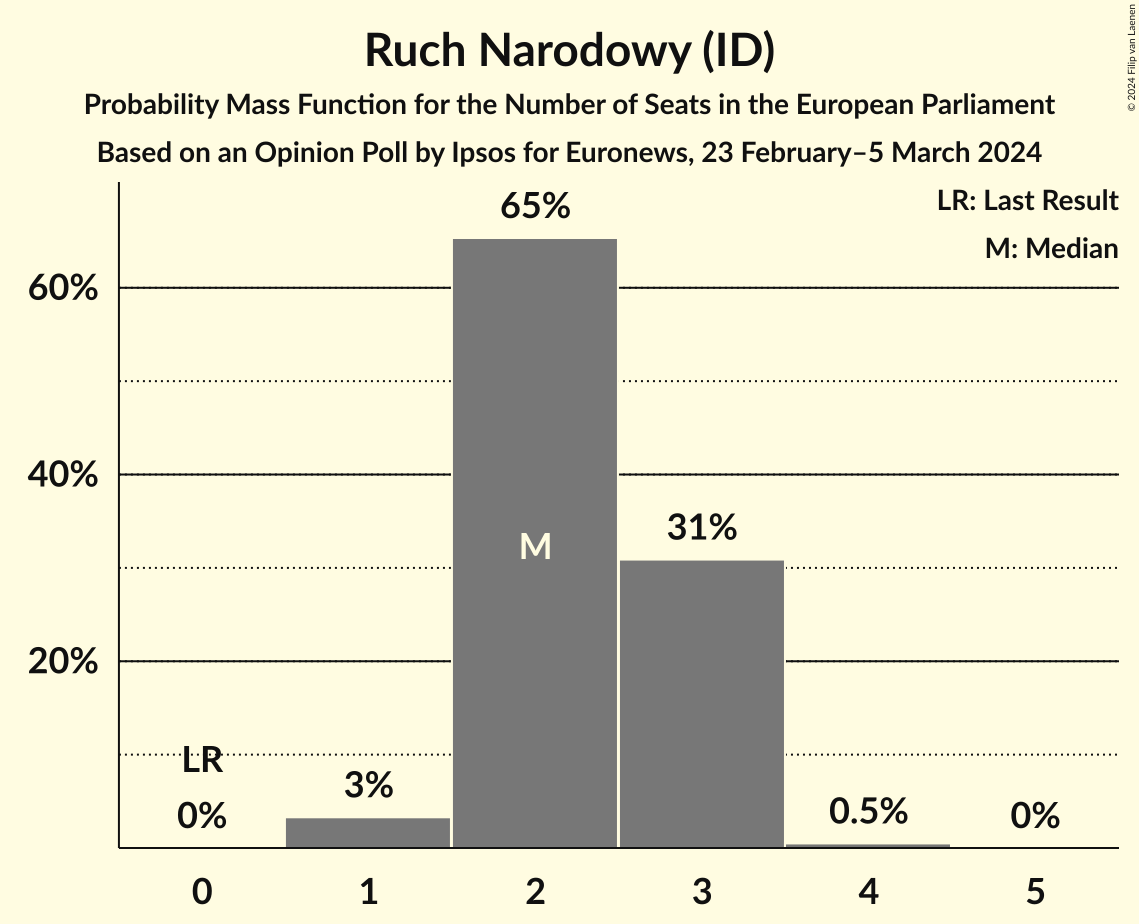 Ruch Narodowy (ID)
Probability Mass Function for the Number of Seats in the European Parliament
Based on an Opinion Poll by Ipsos for Euronews, 23 February–5 March 2024
© 2024 Filip van Laenen
LR: Last Result
M: Median
65%
60%
40%
31%
M
20%
LR
0%
3%
0.5%
0%
0 1 2 3 4 5